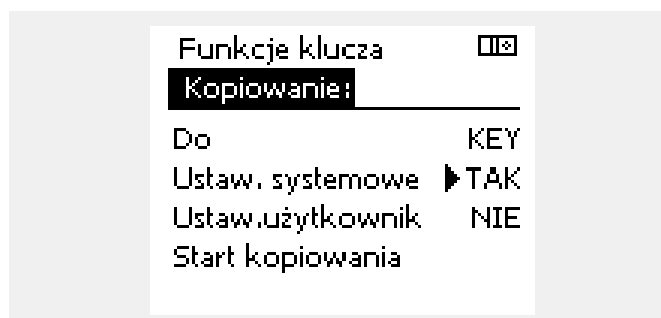 Funkcje klucza
Kopiowanie:
Do KEY
Ustaw. systemowe ▶TAK
Ustaw.użytkownik NIE
Start kopiowania